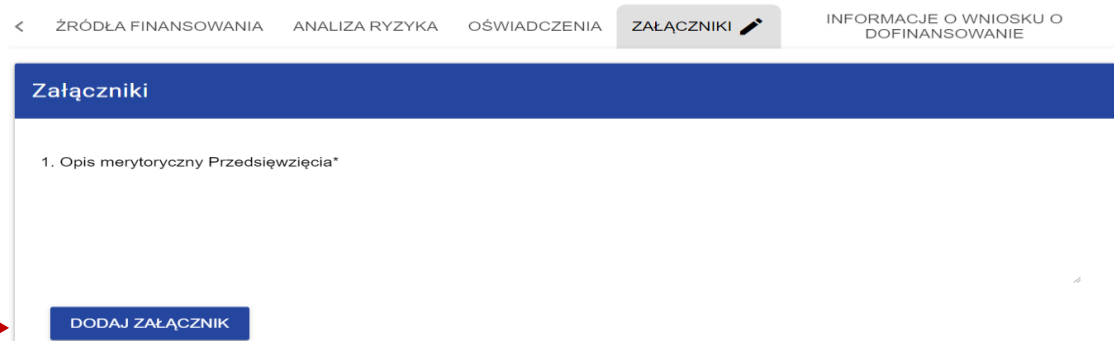 < ŹRÓDŁA FINANSOWANIA ANALIZA RYZYKA OŚWIADCZENIA ZAŁĄCZNIKI INFORMACJE O WNIOSKU O
DOFINANSOWANIE
Załączniki
1. Opis merytoryczny Przedsięwzięcia*
DODAJ ZAŁĄCZNIK